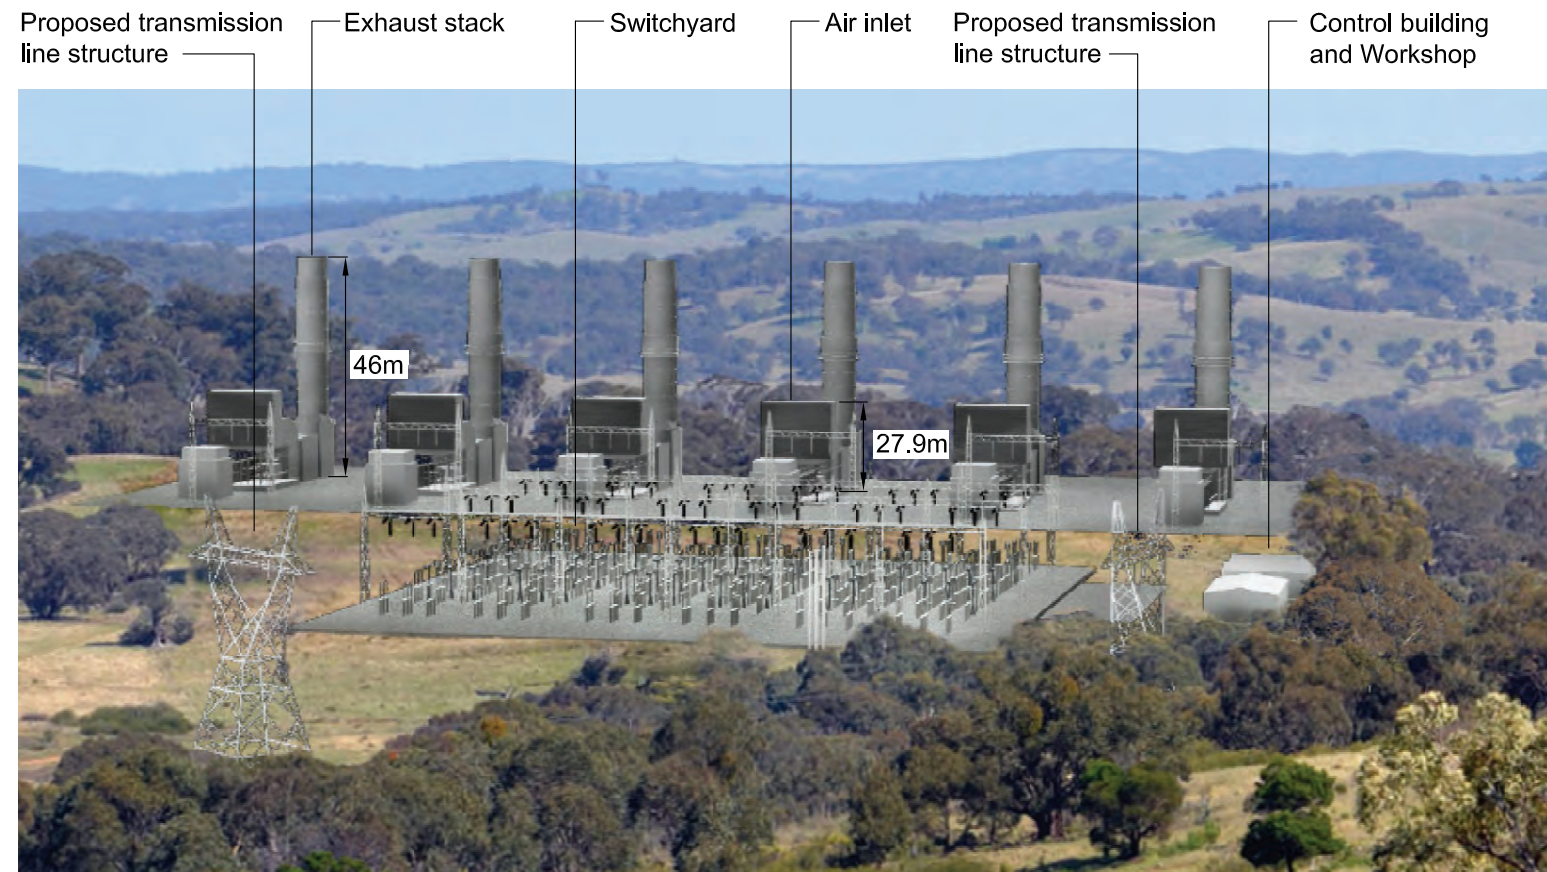 Proposed transmission
line structure
Exhaust stack
Switchyard
Air inlet
Proposed transmission
line structure
Control building
and Workshop
46m
27.9m